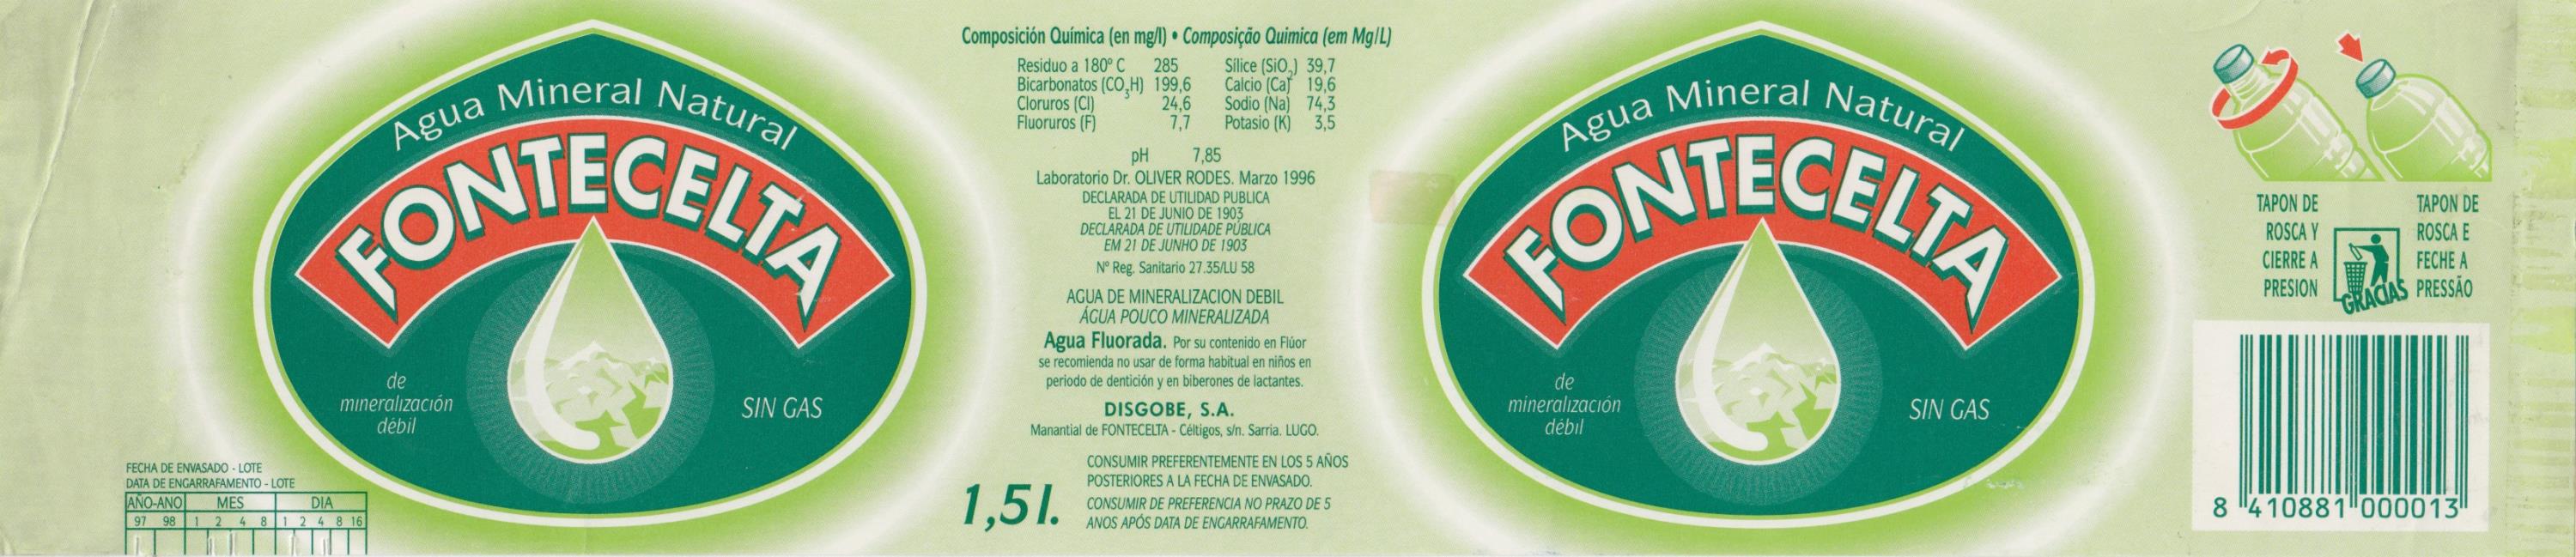 Agua Mineral Natural
FONTECELTA
de
mineralización
débil
SIN GAS
FECHA DE ENVASADO - LOTE
DATA DE ENGARRAFAMENTO - LOTE
AÑO-ANO MES DIA
97 98 1 2 4 8 1 2 4 8 16
Composición Química (en mg/l) • Composição Quimica (em Mg/L)
Residuo a 180º C 285 Sílice (SiO2) 39,7
Bicarbonatos (CO3H) 199,6 Calcio (Ca) 19,6
Cloruros (Cl) 24,6 Sodio (Na) 74,3
Fluoruros (F) 7,7 Potasio (K) 3,5
pH 7,85
Laboratorio Dr. OLIVER RODES. Marzo 1996
DECLARADA DE UTILIDAD PUBLICA
EL 21 DE JUNIO DE 1903
DECLARADA DE UTILIDADE PÚBLICA
EM 21 DE JUNHO DE 1903
Nº Reg. Sanitario 27.35/LU 58
AGUA DE MINERALIZACION DEBIL
ÁGUA POUCO MINERALIZADA
Agua Fluorada. Por su contenido en Flúor
se recomienda no usar de forma habitual en niños en
periodo de dentición y en biberones de lactantes.
DISGOBE, S.A.
Manantial de FONTECELTA - Céltigos, s/n. Sarria. LUGO.
1,5 l.
CONSUMIR PREFERENTEMENTE EN LOS 5 AÑOS
POSTERIORES A LA FECHA DE ENVASADO.
CONSUMIR DE PREFERENCIA NO PRAZO DE 5
ANOS APÓS DATA DE ENGARRAFAMENTO.
Agua Mineral Natural
FONTECELTA
de
mineralización
débil
SIN GAS
TAPON DE
ROSCA Y
CIERRE A
PRESION
GRACIAS
TAPON DE
ROSCA E
FECHE A
PRESSÃO
8 410881 000013